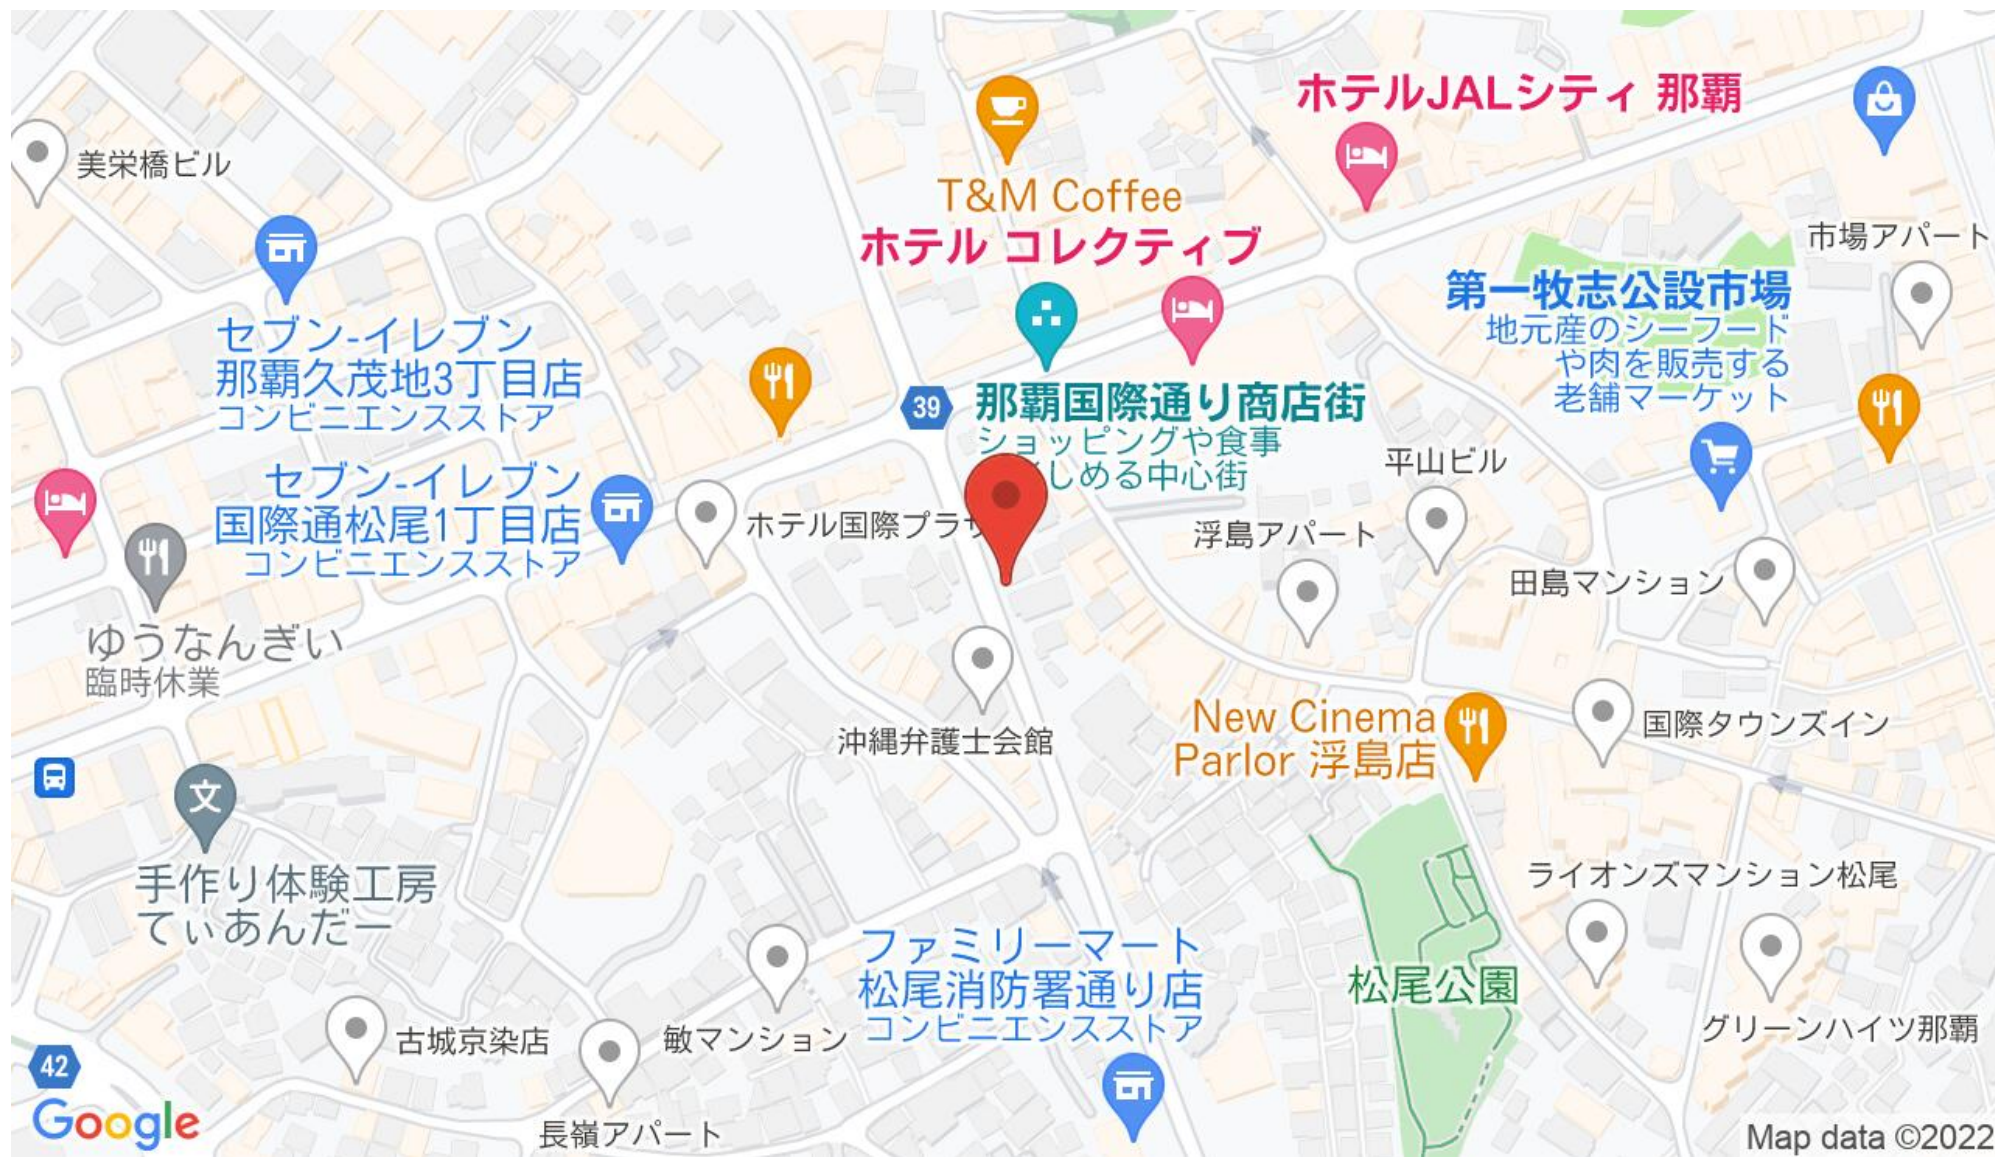 ホテルJALシティ 那覇
美栄橋ビル
T&M Coffee
ホテル コレクティブ
市場アパート
第一牧志公設市場
地元産のシーフード
や肉を販売する
老舗マーケット
セブン-イレブン
那覇久茂地3丁目店
コンビニエンスストア
39
那覇国際通り商店街
ショッピングや食事
しめる中心街
平山ビル
セブン-イレブン
国際通松尾1丁目店
コンビニエンスストア
ホテル国際プラザ
浮島アパート
田島マンション
ゆうなんぎい
臨時休業
沖縄弁護士会館
New Cinema
Parlor 浮島店
国際タウンズイン
文
手作り体験工房
てぃあんだー
ライオンズマンション松尾
ファミリーマート
松尾消防署通り店
コンビニエンスストア
松尾公園
グリーンハイツ那覇
古城京染店
敏マンション
42
長嶺アパート
Google
Map data ©2022